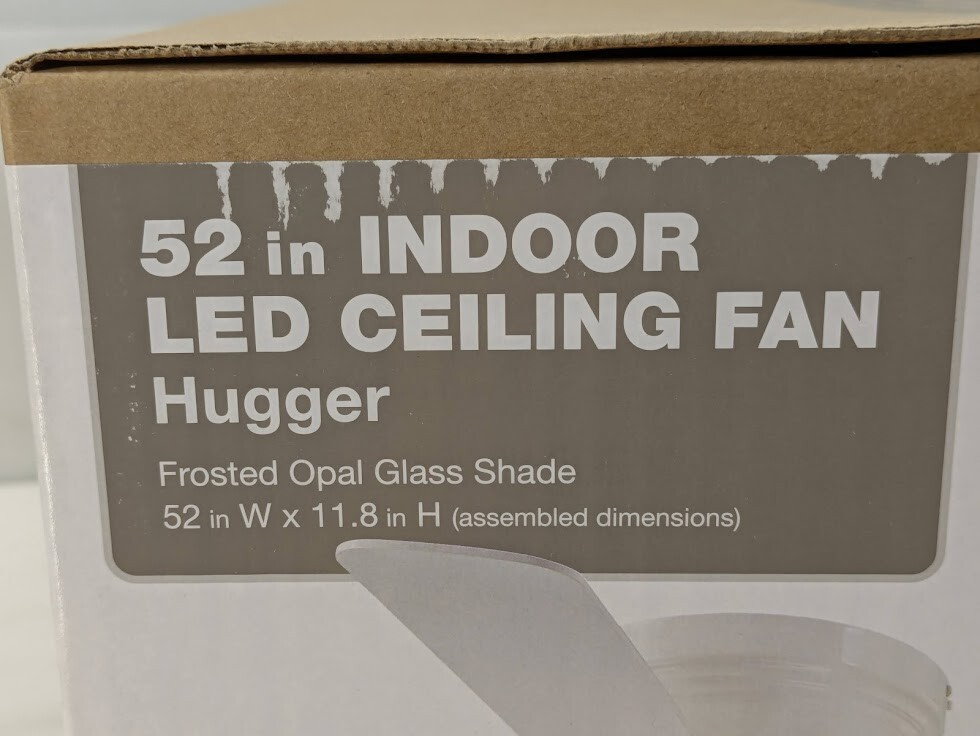 52 in INDOOR
LED CEILING FAN
Hugger
Frosted Opal Glass Shade
52 in W x 11.8 in H (assembled dimensions)